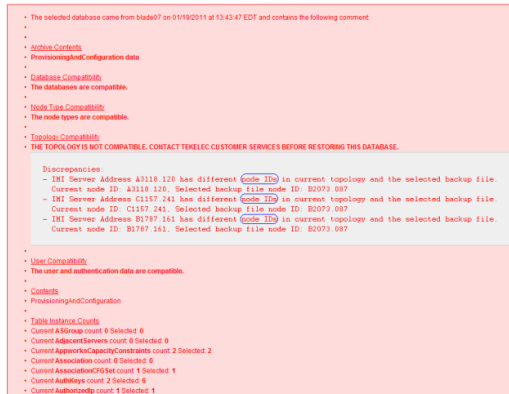 The selected database came from blade07 on 01/19/2011 at 13:43:47 EDT and contains the following comment:
Archive Contents
ProvisioningAndConfiguration data
Database Compatibility
The databases are compatible.
Node Type Compatibility
The node types are compatible.
Topology Compatibility
THE TOPOLOGY IS NOT COMPATIBLE. CONTACT TEKELEC CUSTOMER SERVICES BEFORE RESTORING THIS DATABASE.
Discrepancies:
- IMI Server Address A3118.120 has different node IDs in current topology and the selected backup file.
Current node ID: A3118.120, Selected backup file node ID: B2073.087
- IMI Server Address C1157.241 has different node IDs in current topology and the selected backup file.
Current node ID: C1157.241, Selected backup file node ID: B2073.087
- IMI Server Address B1787.161 has different node IDs in current topology and the selected backup file.
Current node ID: B1787.161, Selected backup file node ID: B2073.087
User Compatibility
The user and authentication data are compatible.
Contents
ProvisioningAndConfiguration
Table Instance Counts
Current ASGroup count: 0 Selected: 0
Current AdjacentServers count: 0 Selected: 0
Current AppworksCapacityConstraints count: 2 Selected: 2
Current Association count: 0 Selected: 0
Current AssociationCFGSet count: 1 Selected: 1
Current AuthKeys count: 2 Selected: 6
Current AuthorizedIp count: 1 Selected: 1